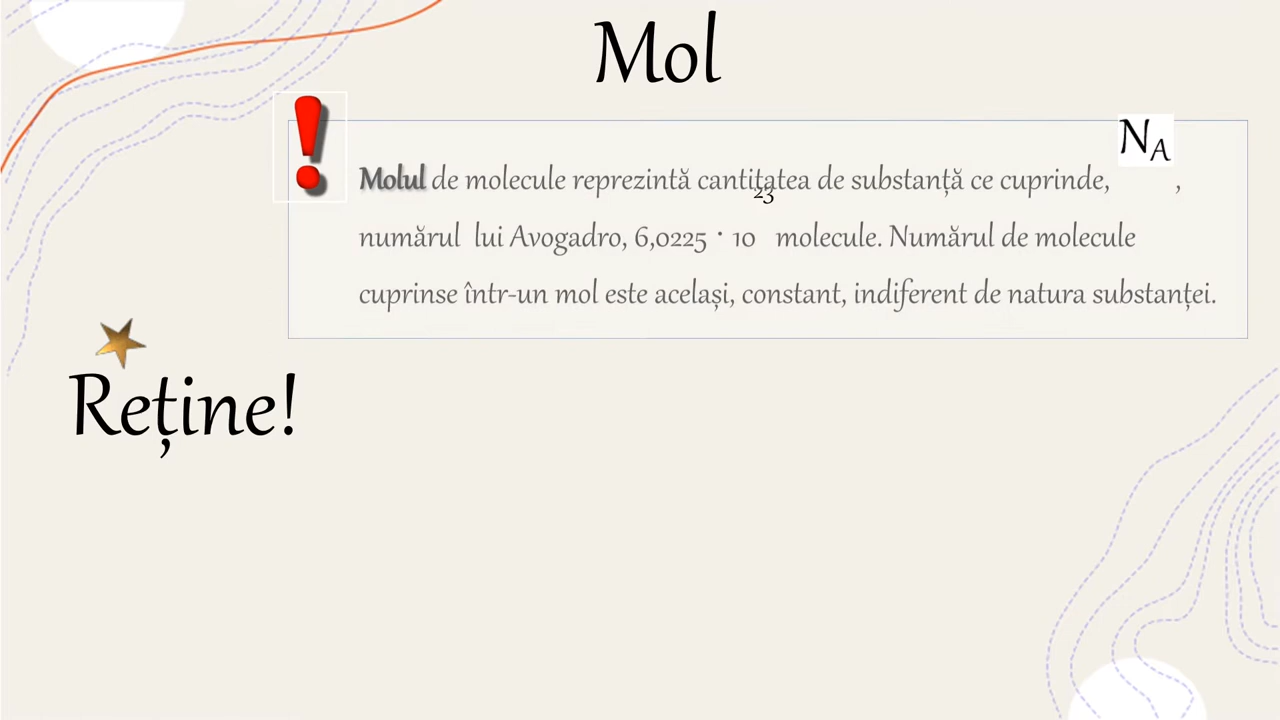 Mol
!
Molul de molecule reprezintă cantitatea de substanță ce cuprinde, N_A ,
numărul lui Avogadro, 6,0225 · 10^23 molecule. Numărul de molecule
cuprinse într-un mol este același, constant, indiferent de natura substanței.
Reține!